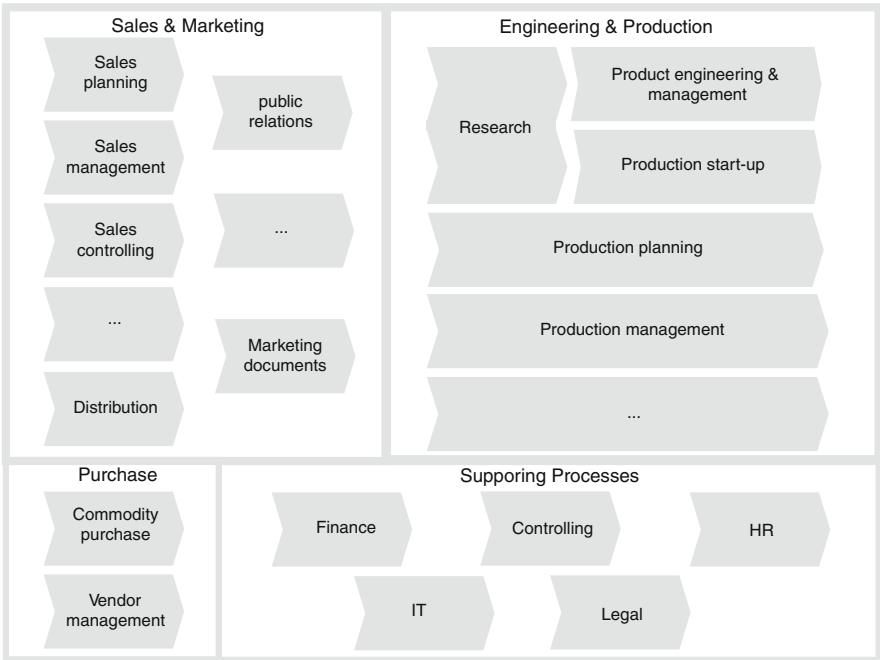 Sales & Marketing
Sales
planning
Sales
management
Sales
controlling
...
Distribution
public
relations
...
Marketing
documents
Engineering & Production
Research
Product engineering &
management
Production start-up
Production planning
Production management
...
Purchase
Commodity
purchase
Vendor
management
Supporing Processes
Finance
Controlling
HR
IT
Legal